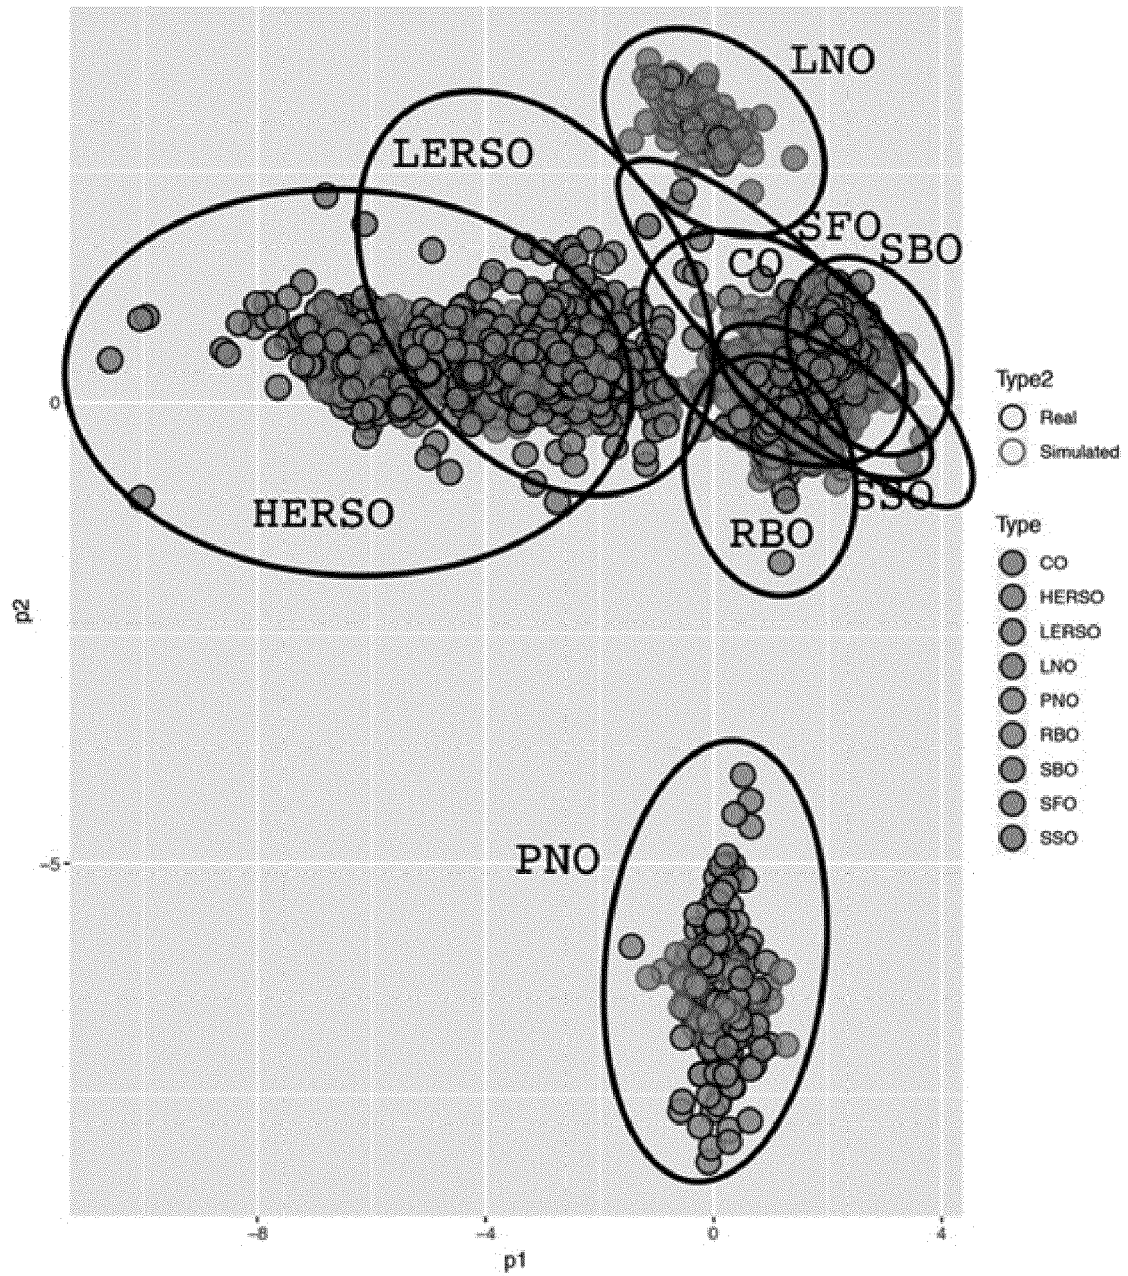 LNO
LERSO
SFO
SBO
CO
HERSO
SSO
RBO
PNO
p2
0
-5
-8
-4
0
4
p1
Type2
Real
Simulated
Type
CO
HERSO
LERSO
LNO
PNO
RBO
SBO
SFO
SSO